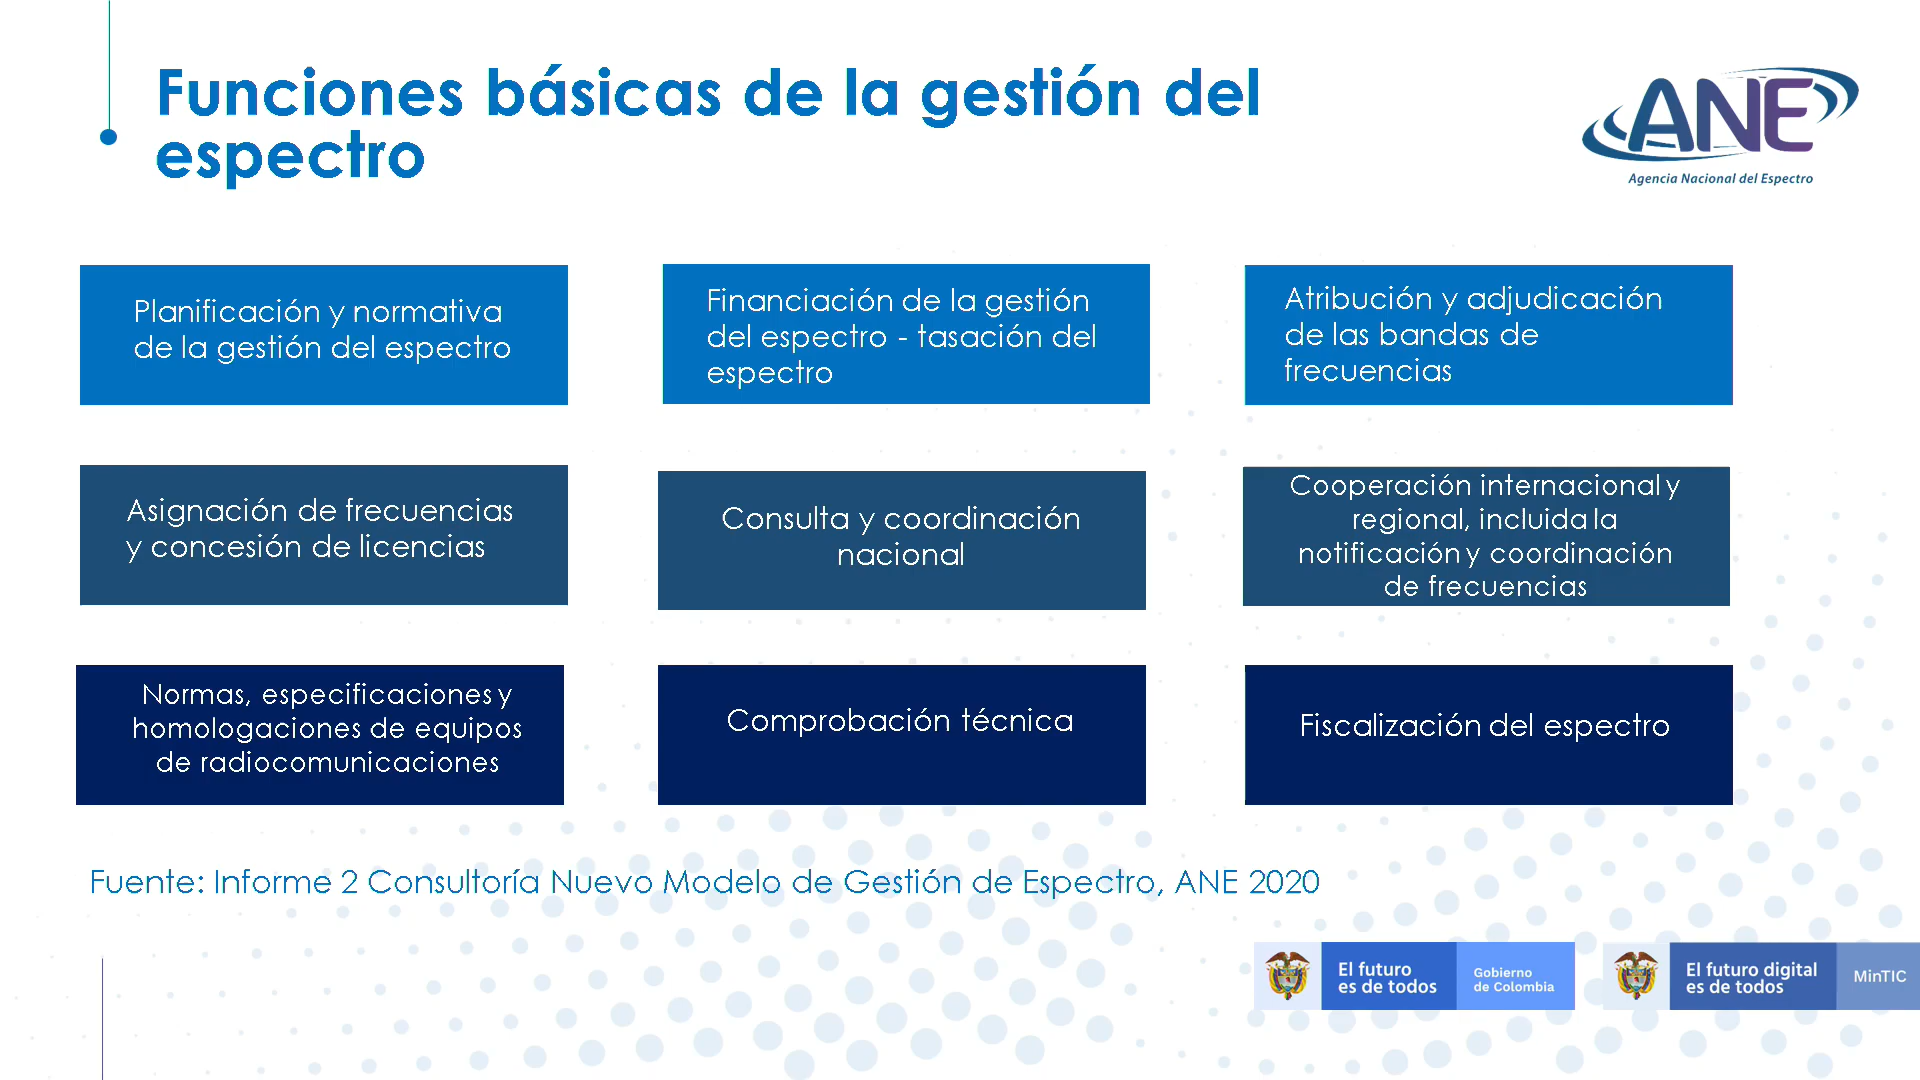 Funciones básicas de la gestión del
espectro
ANE
Agencia Nacional del Espectro
Planificación y normativa
de la gestión del espectro
Financiación de la gestión
del espectro - tasación del
espectro
Atribución y adjudicación
de las bandas de
frecuencias
Asignación de frecuencias
y concesión de licencias
Consulta y coordinación
nacional
Cooperación internacional y
regional, incluida la
notificación y coordinación
de frecuencias
Normas, especificaciones y
homologaciones de equipos
de radiocomunicaciones
Comprobación técnica
Fiscalización del espectro
Fuente: Informe 2 Consultoría Nuevo Modelo de Gestión de Espectro, ANE 2020
El futuro
es de todos
Gobierno
de Colombia
El futuro digital
es de todos
MinTIC